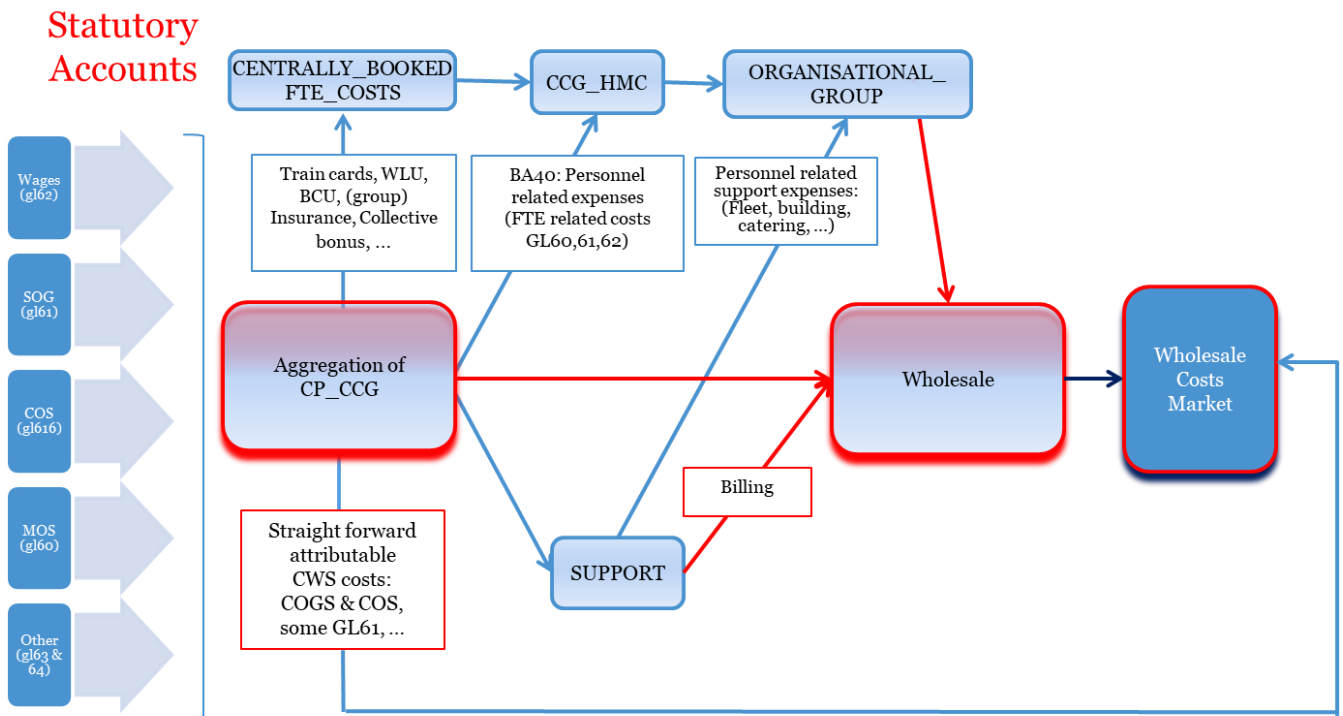 Statutory
Accounts
CENTRALLY_BOOKED
FTE_COSTS
CCG_HMC
ORGANISATIONAL_
GROUP
Wages
(gl62)
SOG
(gl61)
COS
(gl616)
MOS
(gl60)
Other
(gl63 &
64)
Train cards, WLU,
BCU, (group)
Insurance, Collective
bonus, ...
BA40: Personnel
related expenses
(FTE related costs
GL60,61,62)
Personnel related
support expenses:
(Fleet, building,
catering, ...)
Aggregation of
CP_CCG
Wholesale
Wholesale
Costs
Market
Billing
Straight forward
attributable
CWS costs:
COGS & COS,
some GL61, ...
SUPPORT